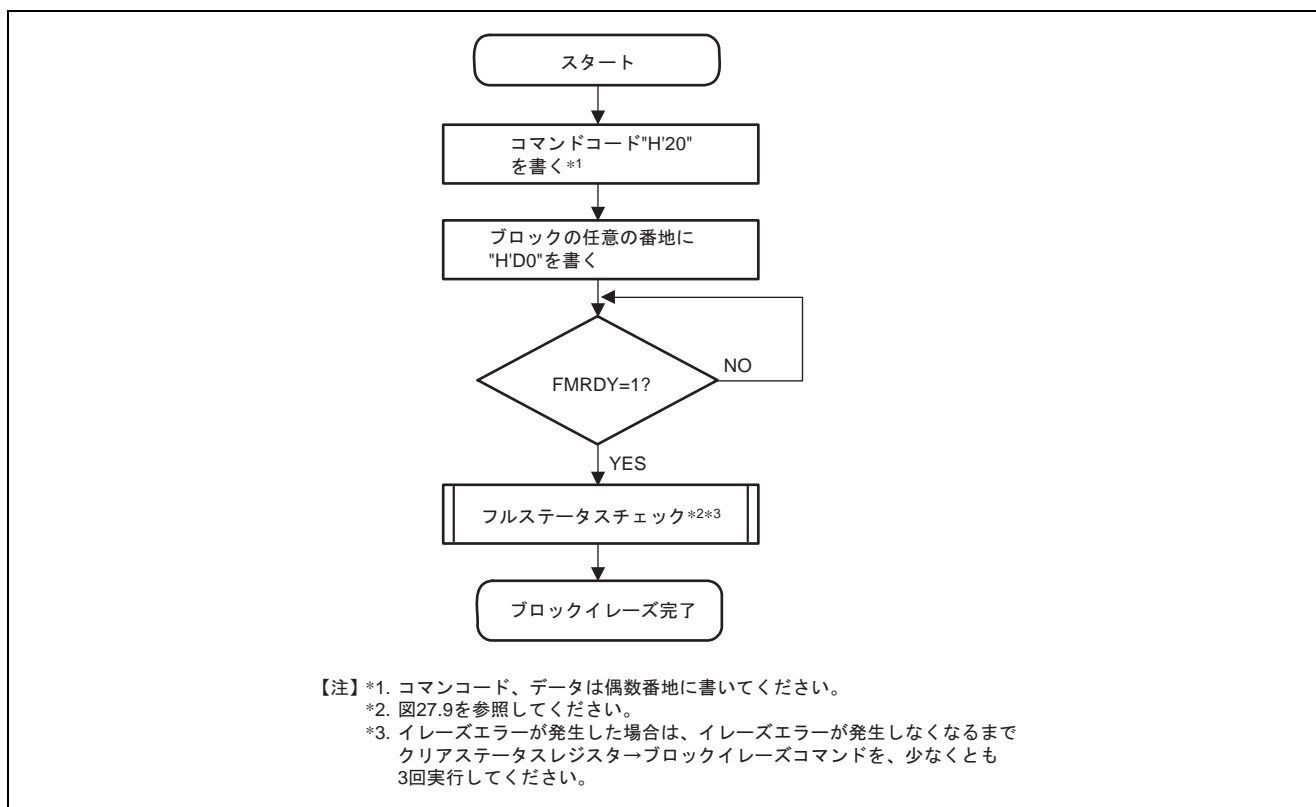 スタート
コマンドコード"H'20"
を書く*1
ブロックの任意の番地に
"H'D0"を書く
FMRDY=1?
NO
YES
フルステータスチェック*2*3
ブロックイレーズ完了
【注】*1. コマンコード、データは偶数番地に書いてください。
*2. 図27.9を参照してください。
*3. イレーズエラーが発生した場合は、イレーズエラーが発生しなくなるまで
クリアステータスレジスタ→ブロックイレーズコマンドを、少なくとも
3回実行してください。